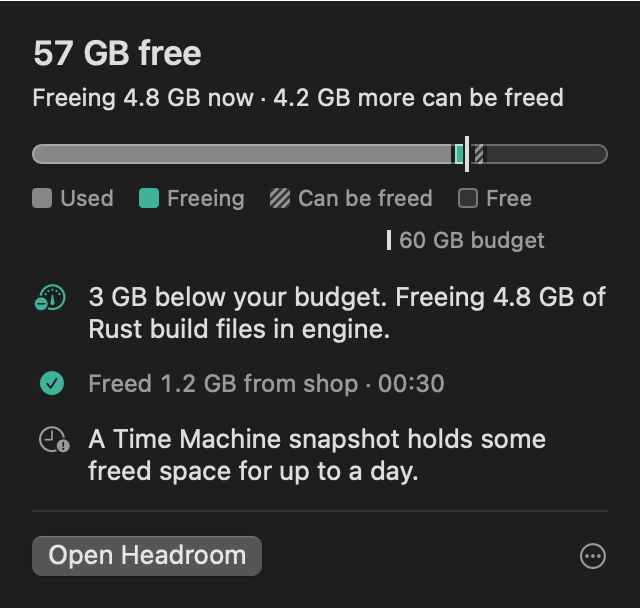 57 GB free
Freeing 4.8 GB now · 4.2 GB more can be freed
Used
Freeing
Can be freed
Free
60 GB budget
3 GB below your budget. Freeing 4.8 GB of
Rust build files in engine.
Freed 1.2 GB from shop · 00:30
A Time Machine snapshot holds some
freed space for up to a day.
Open Headroom